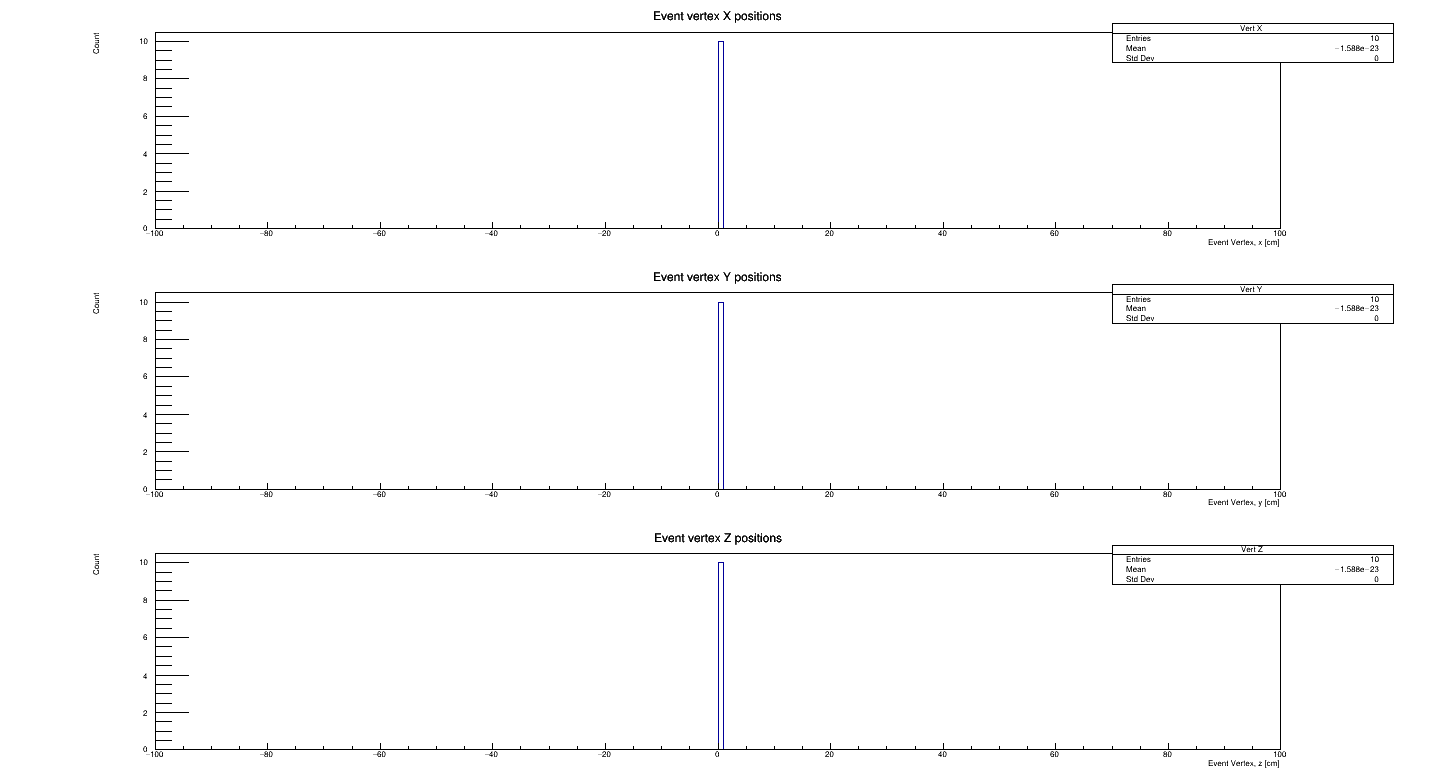 Event vertex X positions
Count
Vert X
Entries 10
Mean −1.588e−23
Std Dev 0
10
8
6
4
2
0
−100 −80 −60 −40 −20 0 20 40 60 80 100
Event Vertex, x [cm]
Event vertex Y positions
Count
Vert Y
Entries 10
Mean −1.588e−23
Std Dev 0
10
8
6
4
2
0
−100 −80 −60 −40 −20 0 20 40 60 80 100
Event Vertex, y [cm]
Event vertex Z positions
Count
Vert Z
Entries 10
Mean −1.588e−23
Std Dev 0
10
8
6
4
2
0
−100 −80 −60 −40 −20 0 20 40 60 80 100
Event Vertex, z [cm]